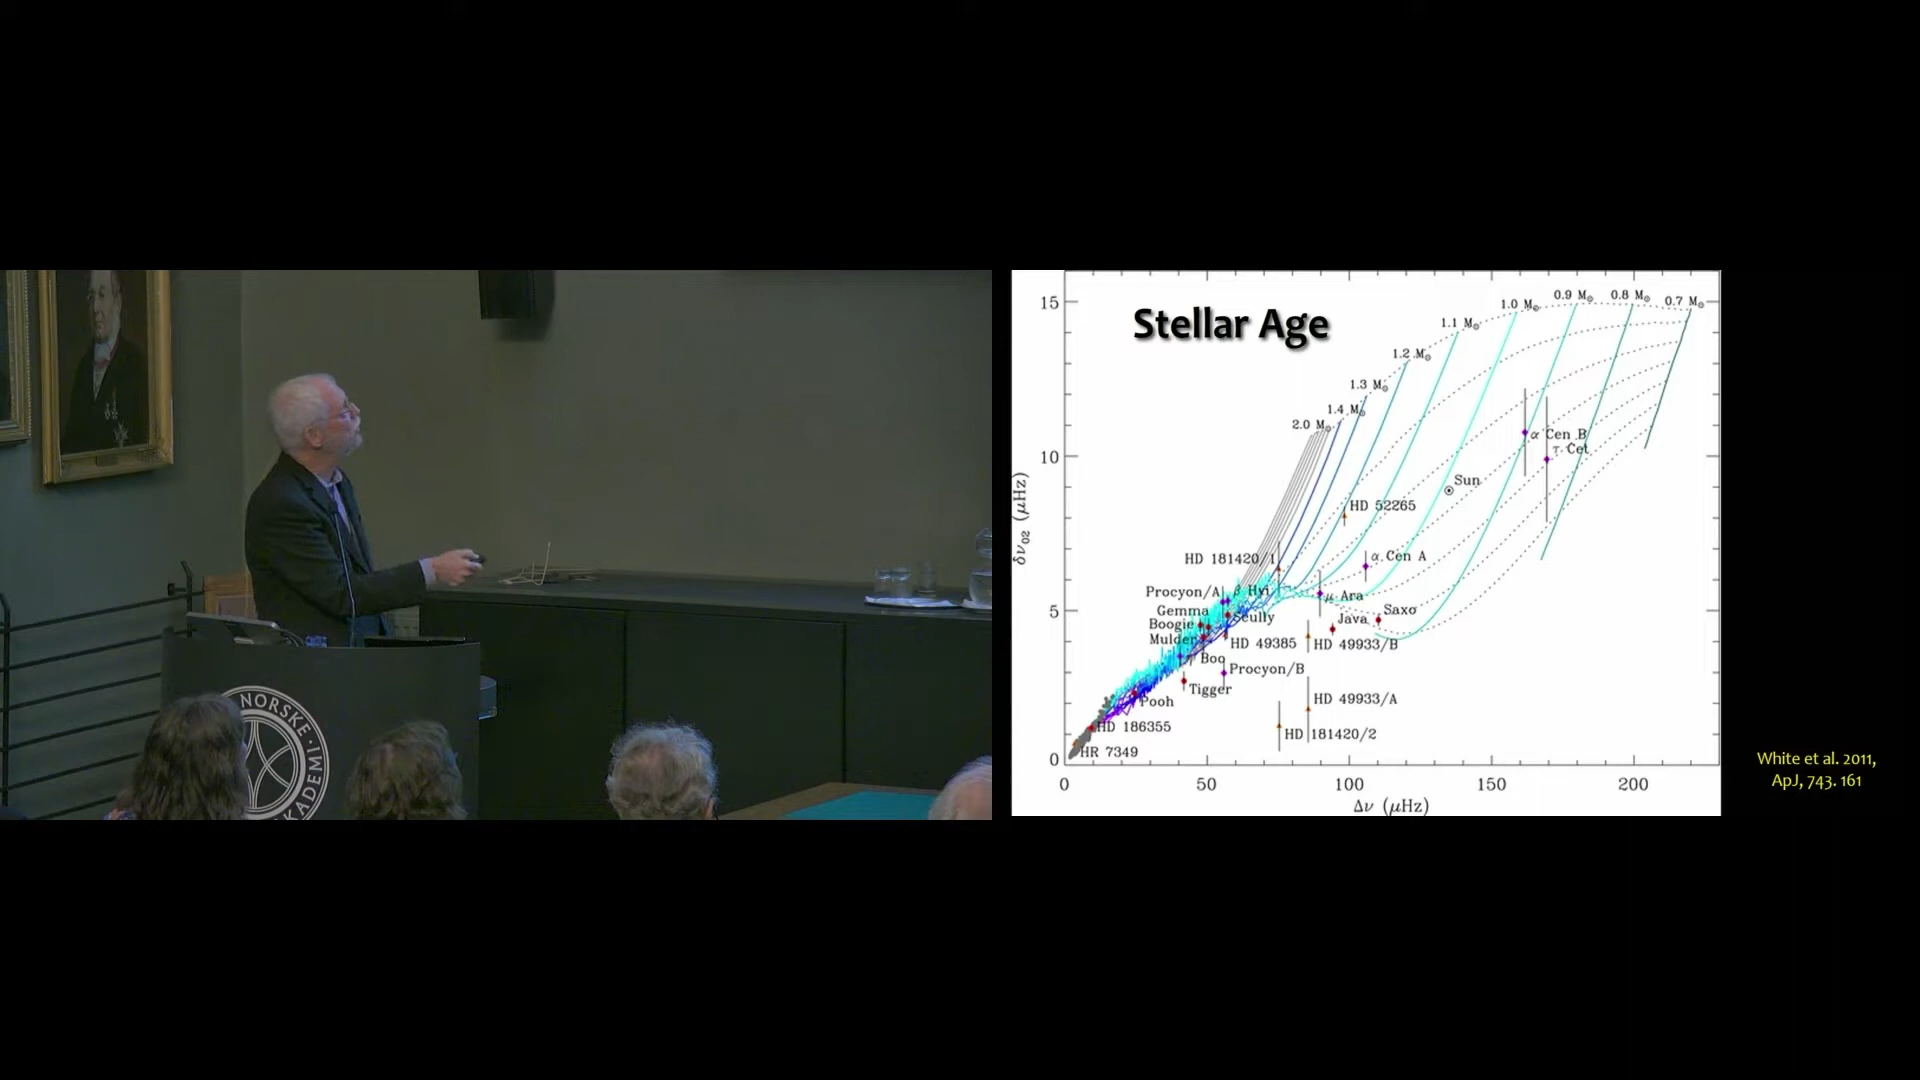 NORSKE
AKADEMI
Stellar Age
15
10
5
0
δν₀₂ (μHz)
0
50
100
150
200
Δν (μHz)
2.0 M⊙
1.4 M⊙
1.3 M⊙
1.2 M⊙
1.1 M⊙
1.0 M⊙
0.9 M⊙
0.8 M⊙
0.7 M⊙
α Cen B
τ Cet
Sun
HD 52265
HD 181420/1
α Cen A
Procyon/A
β Hyi
μ Ara
Gemma
Scully
Saxo
Boogie
Java
Mulder
HD 49385
HD 49933/B
η Boo
Procyon/B
Tigger
Pooh
HD 49933/A
HD 186355
HD 181420/2
HR 7349
White et al. 2011,
ApJ, 743. 161